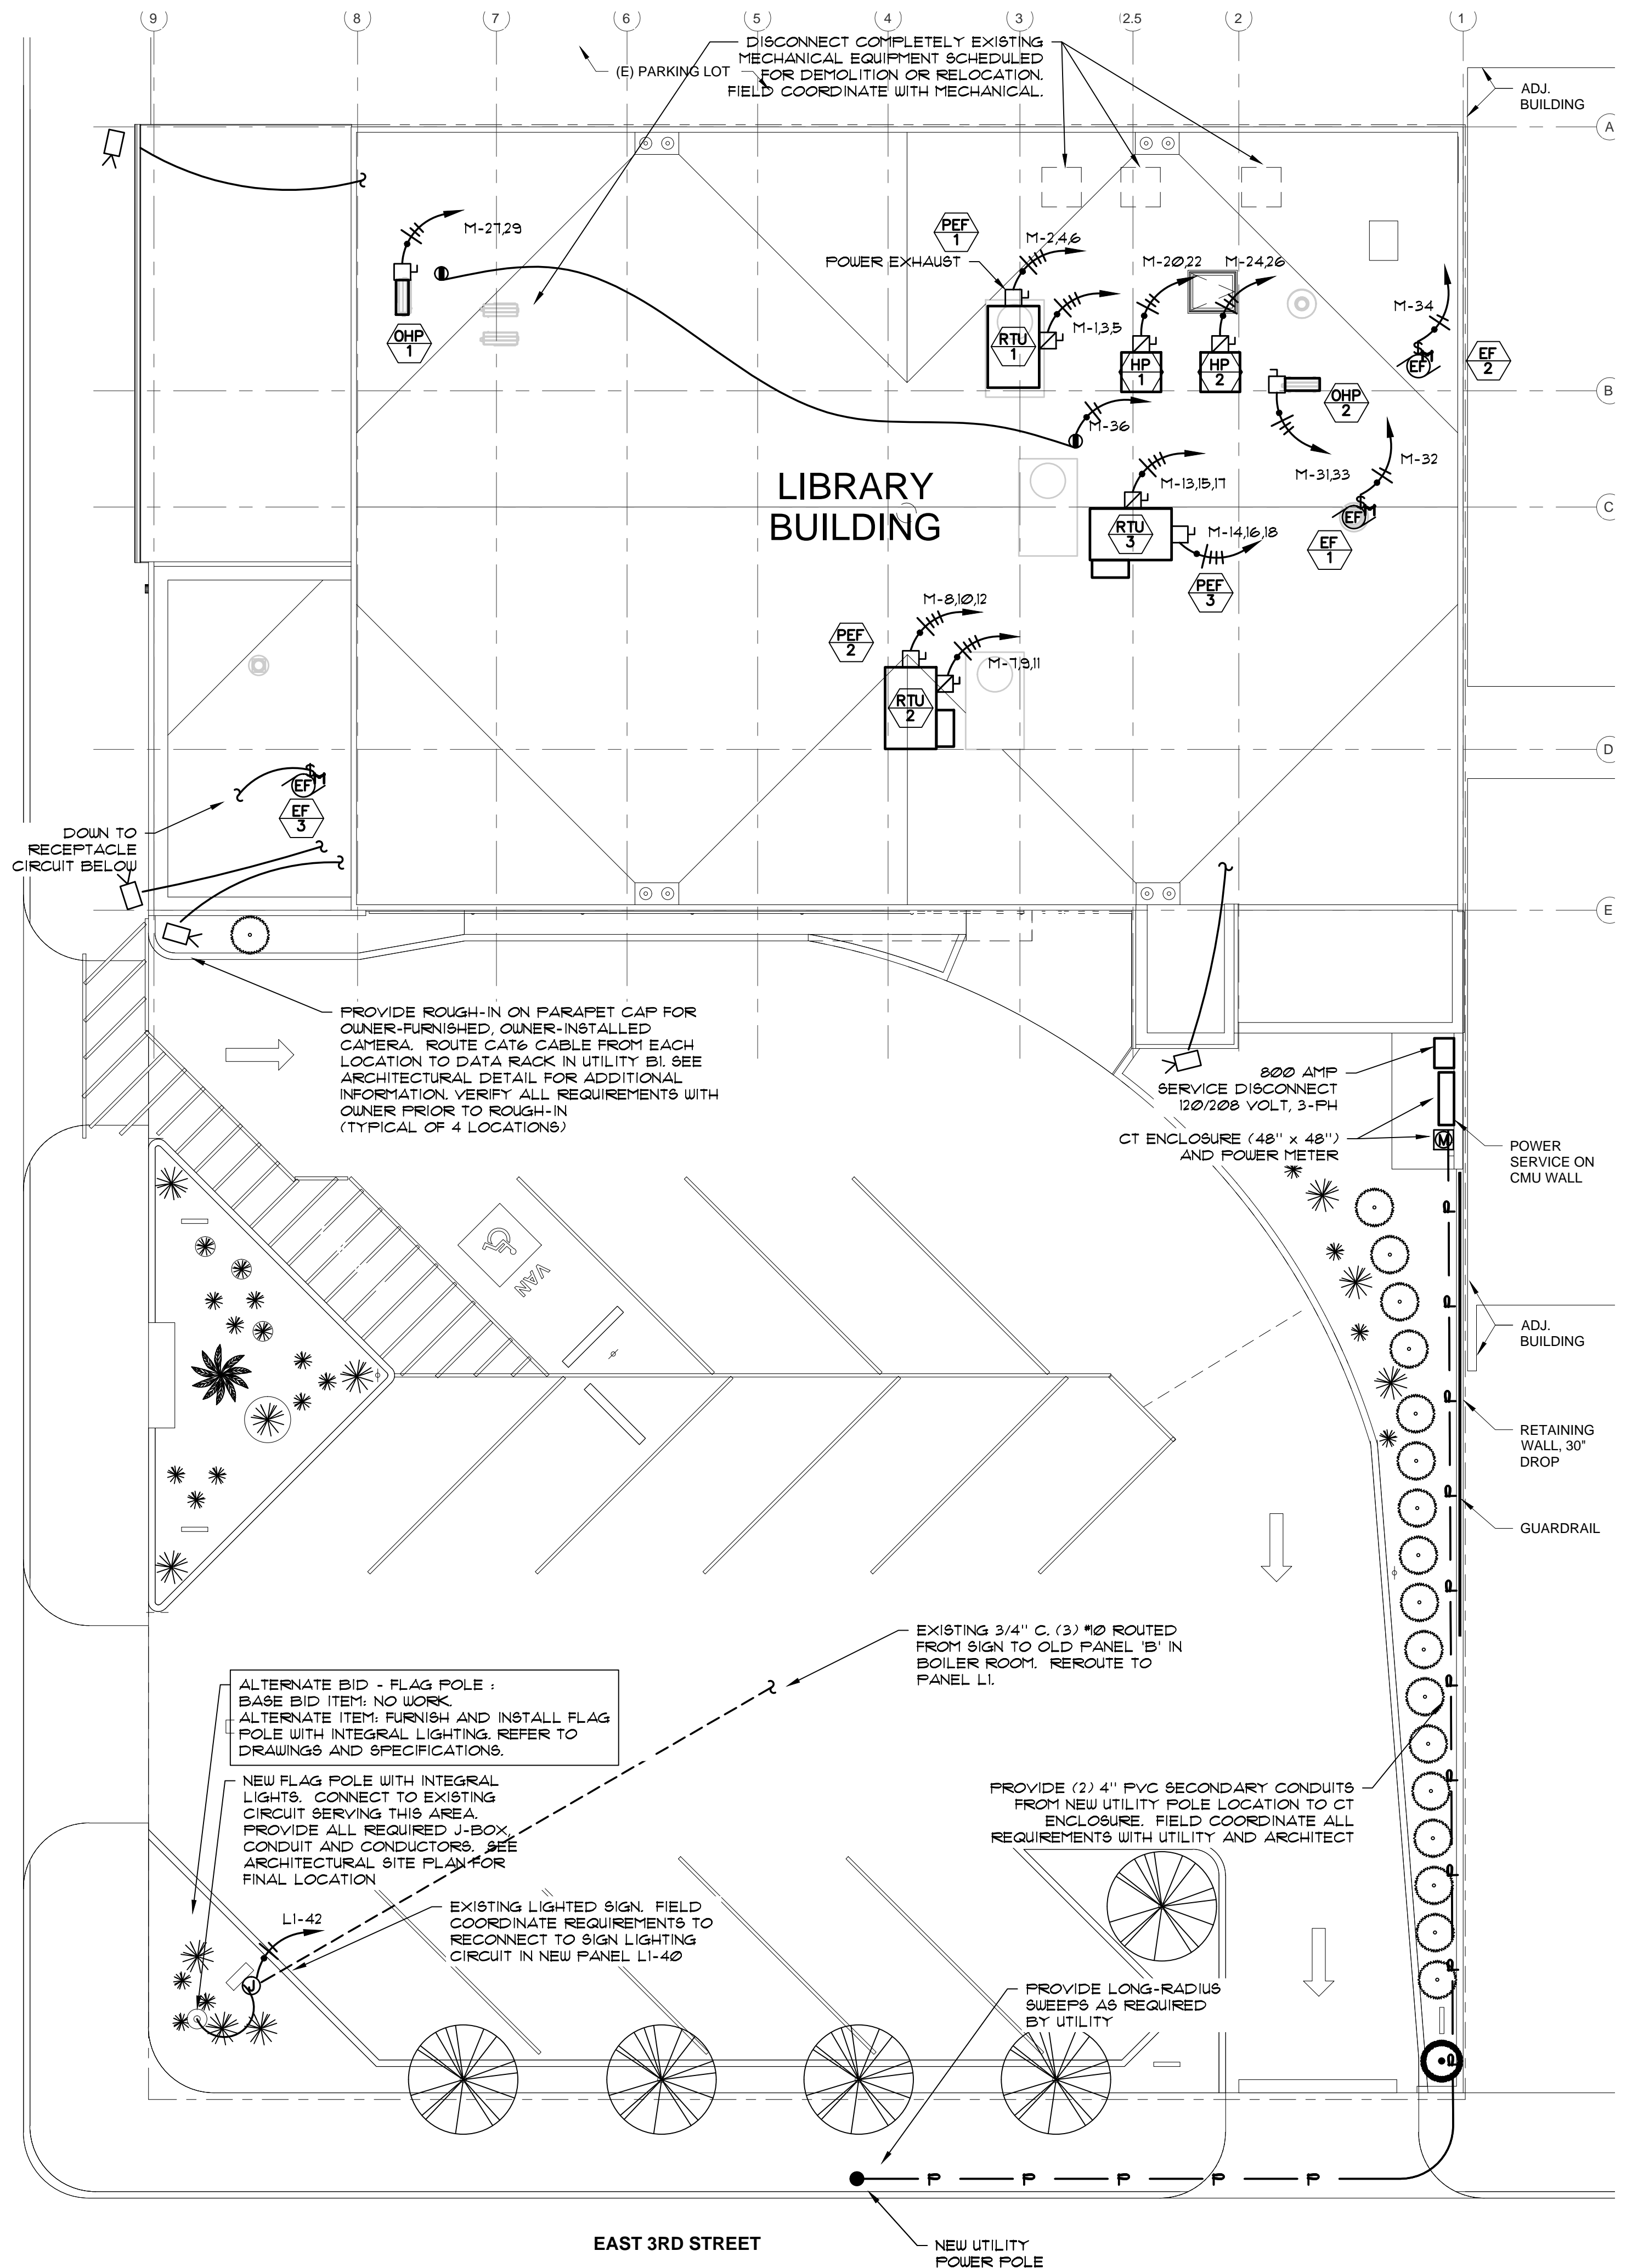 9 8 7 6 5 4 3 2.5 2 1
DISCONNECT COMPLETELY EXISTING
MECHANICAL EQUIPMENT SCHEDULED
FOR DEMOLITION OR RELOCATION.
FIELD COORDINATE WITH MECHANICAL.
(E) PARKING LOT
ADJ.
BUILDING
A
M-27,29
OHP
1
PEF
1
POWER EXHAUST
M-2,4,6
M-1,3,5
RTU
1
M-20,22
M-24,26
HP
1
HP
2
M-34
EF
M
EF
2
B
OHP
2
M-36
M-31,33
M-32
LIBRARY
BUILDING
M-13,15,17
RTU
3
M-14,16,18
PEF
3
EF
M
EF
1
C
M-8,10,12
PEF
2
M-7,9,11
RTU
2
D
EF
M
EF
3
DOWN TO
RECEPTACLE
CIRCUIT BELOW
E
PROVIDE ROUGH-IN ON PARAPET CAP FOR
OWNER-FURNISHED, OWNER-INSTALLED
CAMERA. ROUTE CAT6 CABLE FROM EACH
LOCATION TO DATA RACK IN UTILITY B1. SEE
ARCHITECTURAL DETAIL FOR ADDITIONAL
INFORMATION. VERIFY ALL REQUIREMENTS WITH
OWNER PRIOR TO ROUGH-IN
(TYPICAL OF 4 LOCATIONS)
800 AMP
SERVICE DISCONNECT
120/208 VOLT, 3-PH
CT ENCLOSURE (48" x 48")
AND POWER METER
M
POWER
SERVICE ON
CMU WALL
VAN
P
P
ADJ.
BUILDING
P
RETAINING
WALL, 30"
DROP
P
GUARDRAIL
P
EXISTING 3/4" C, (3) #10 ROUTED
FROM SIGN TO OLD PANEL 'B' IN
BOILER ROOM. REROUTE TO
PANEL L1.
P
ALTERNATE BID - FLAG POLE :
BASE BID ITEM: NO WORK.
ALTERNATE ITEM: FURNISH AND INSTALL FLAG
POLE WITH INTEGRAL LIGHTING. REFER TO
DRAWINGS AND SPECIFICATIONS.
NEW FLAG POLE WITH INTEGRAL
LIGHTS. CONNECT TO EXISTING
CIRCUIT SERVING THIS AREA.
PROVIDE ALL REQUIRED J-BOX,
CONDUIT AND CONDUCTORS. SEE
ARCHITECTURAL SITE PLAN FOR
FINAL LOCATION
PROVIDE (2) 4" PVC SECONDARY CONDUITS
FROM NEW UTILITY POLE LOCATION TO CT
ENCLOSURE. FIELD COORDINATE ALL
REQUIREMENTS WITH UTILITY AND ARCHITECT
P
P
L1-42
J
EXISTING LIGHTED SIGN. FIELD
COORDINATE REQUIREMENTS TO
RECONNECT TO SIGN LIGHTING
CIRCUIT IN NEW PANEL L1-40
P
PROVIDE LONG-RADIUS
SWEEPS AS REQUIRED
BY UTILITY
P
P P P P P
EAST 3RD STREET
NEW UTILITY
POWER POLE